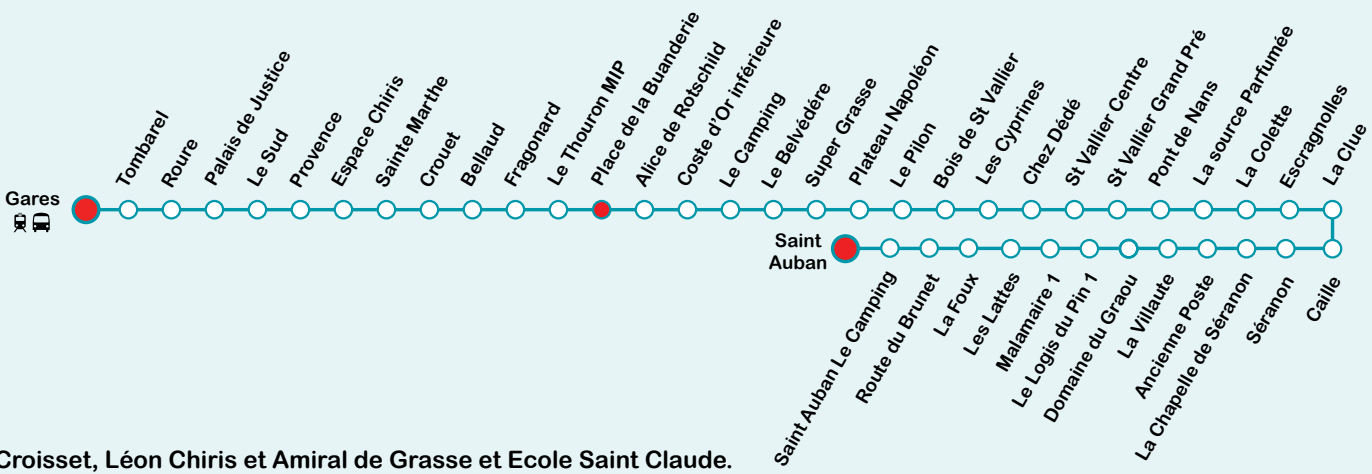 Gares
Tombarel
Roure
Palais de Justice
Le Sud
Provence
Espace Chiris
Sainte Marthe
Crouet
Bellaud
Fragonard
Le Thouron MIP
Place de la Buanderie
Alice de Rotschild
Coste d'Or inférieure
Le Camping
Le Belvédére
Super Grasse
Plateau Napoléon
Le Pilon
Bois de St Vallier
Les Cyprines
Chez Dédé
St Vallier Centre
St Vallier Grand Pré
Pont de Nans
La source Parfumée
La Colette
Escragnolles
La Clue
Saint
Auban
Saint Auban Le Camping
Route du Brunet
La Foux
Les Lattes
Malamaire 1
Le Logis du Pin 1
Domaine du Graou
La Villaute
Ancienne Poste
La Chapelle de Séranon
Séranon
Caille
Croisset, Léon Chiris et Amiral de Grasse et Ecole Saint Claude.